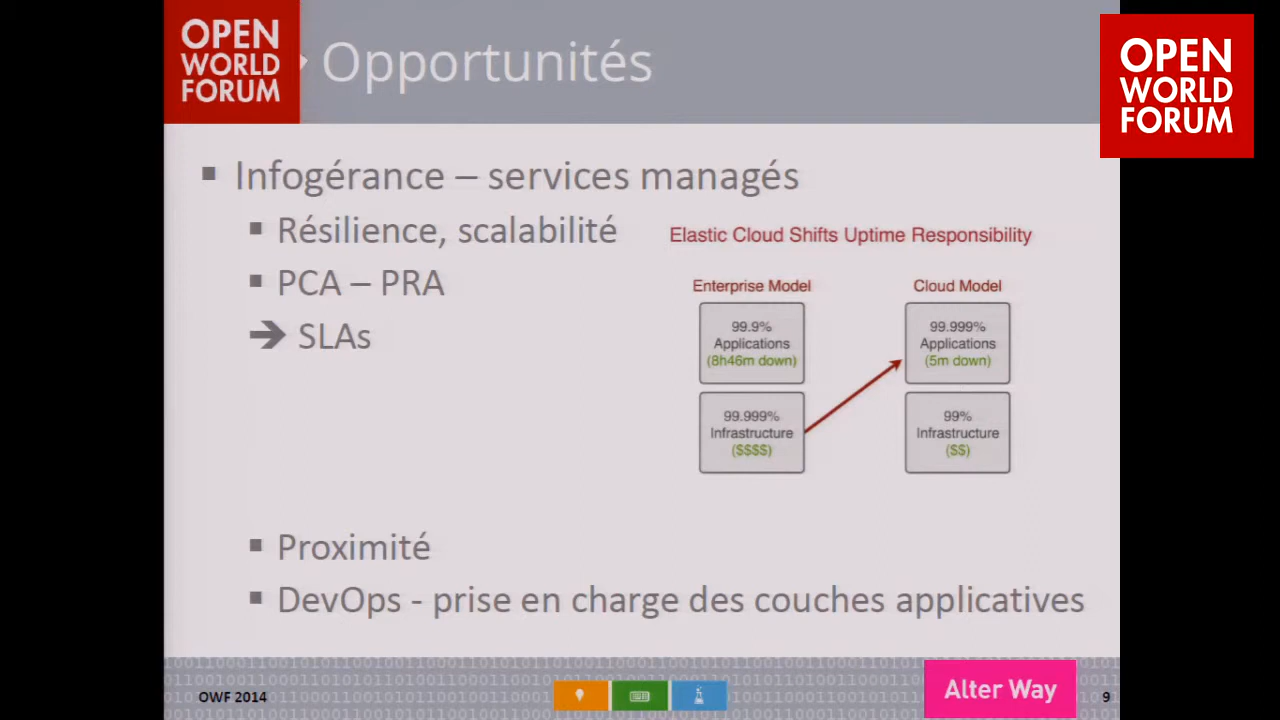 OPEN
WORLD
FORUM
Opportunités
OPEN
WORLD
FORUM
Infogérance – services managés
Résilience, scalabilité
PCA – PRA
➔ SLAs
Elastic Cloud Shifts Uptime Responsibility
Enterprise Model
99.9%
Applications
(8h46m down)
99.999%
Infrastructure
($$$$)
Cloud Model
99.999%
Applications
(5m down)
99%
Infrastructure
($$)
Proximité
DevOps - prise en charge des couches applicatives
OWF 2014
Alter Way
9